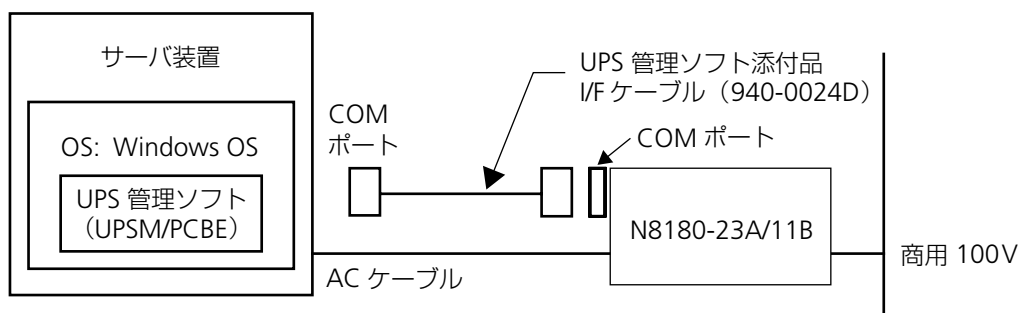 サーバ装置
OS: Windows OS
UPS 管理ソフト
（UPSM/PCBE）
COM
ポート
UPS 管理ソフト添付品
I/F ケーブル（940-0024D）
COM ポート
N8180-23A/11B
AC ケーブル
商用 100V